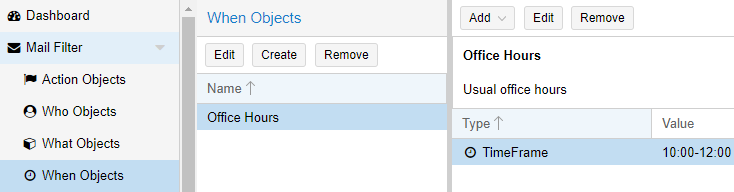 Dashboard
Mail Filter
Action Objects
Who Objects
What Objects
When Objects
When Objects
Edit Create Remove
Name
Office Hours
Add Edit Remove
Office Hours
Usual office hours
Type Value
TimeFrame 10:00-12:00